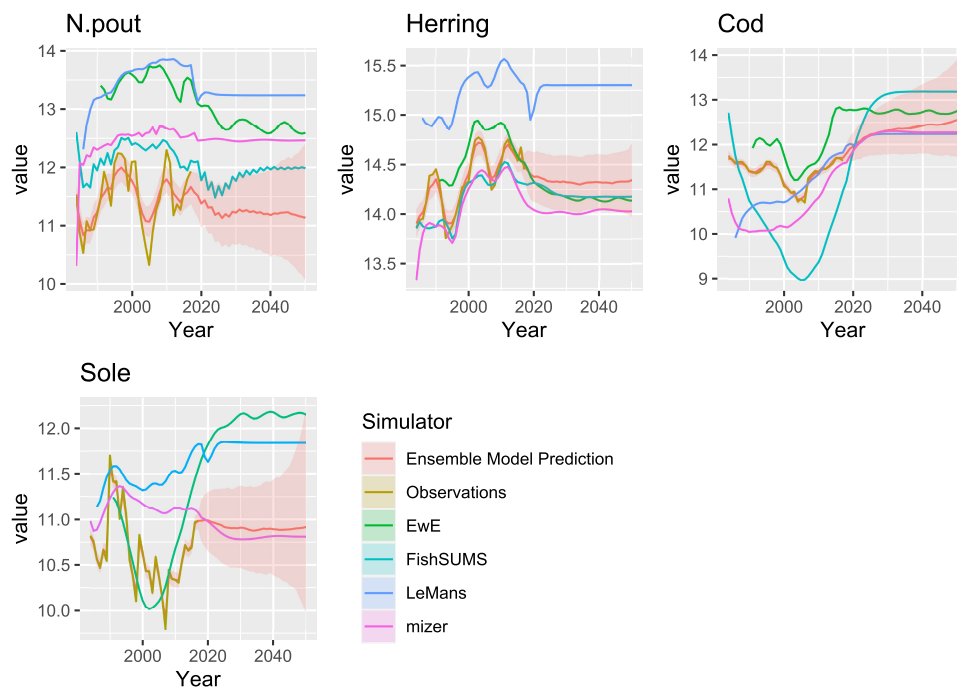 N.pout
Herring
Cod
value
14
13
12
11
10
2000
2020
2040
Year
value
15.5
15.0
14.5
14.0
13.5
2000
2020
2040
Year
value
14
13
12
11
10
9
2000
2020
2040
Year
Sole
value
12.0
11.5
11.0
10.5
10.0
2000
2020
2040
Year
Simulator
Ensemble Model Prediction
Observations
EwE
FishSUMS
LeMans
mizer